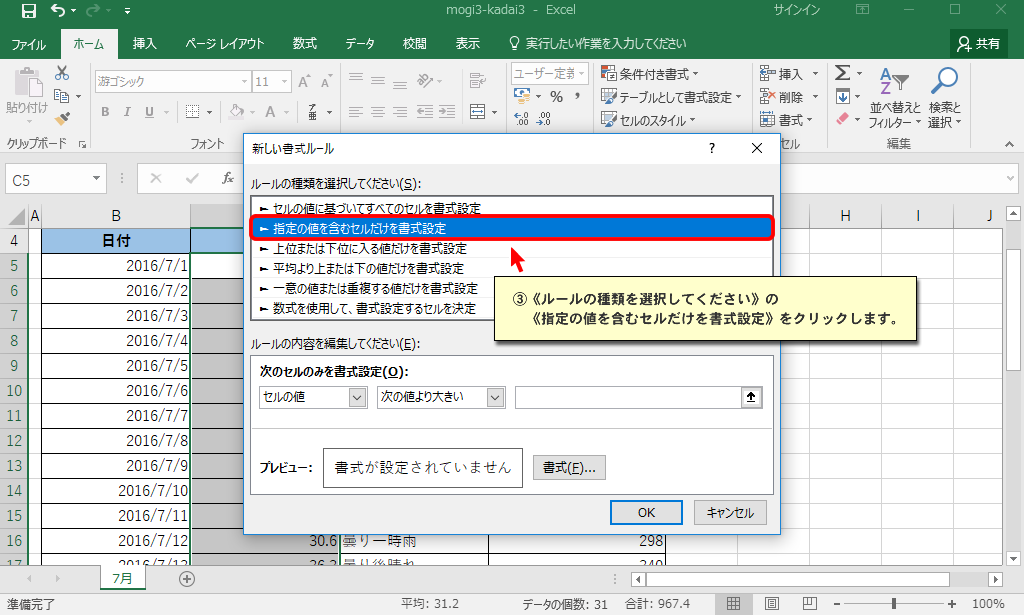 mogi3-kadai3 - Excel
サインイン
ファイル ホーム 挿入 ページ レイアウト 数式 データ 校閲 表示 実行したい作業を入力してください 共有
貼り付け
クリップボード
游ゴシック 11
B I U
A A
A 亜
フォント
ユーザー定義
% ,
.00
.00
条件付き書式
テーブルとして書式設定
セルのスタイル
挿入
削除
書式
セル
Σ
並べ替えと
フィルター
検索と
選択
編集
C5
fx
A B H I J
4 日付
5 2016/7/1
6 2016/7/2
7 2016/7/3
8 2016/7/4
9 2016/7/5
10 2016/7/6
11 2016/7/7
12 2016/7/8
13 2016/7/9
14 2016/7/10
15 2016/7/11
16 2016/7/12 30.6 曇り一時雨 298
17 2016/7/13 26.2 曇り後晴れ 240
新しい書式ルール ?
ルールの種類を選択してください(S):
► セルの値に基づいてすべてのセルを書式設定
► 指定の値を含むセルだけを書式設定
► 上位または下位に入る値だけを書式設定
► 平均より上または下の値だけを書式設定
► 一意の値または重複する値だけを書式設定
► 数式を使用して、書式設定するセルを決定
③《ルールの種類を選択してください》の
《指定の値を含むセルだけを書式設定》をクリックします。
ルールの内容を編集してください(E):
次のセルのみを書式設定(O):
セルの値 次の値より大きい
プレビュー: 書式が設定されていません 書式(F)...
OK キャンセル
7月
準備完了 平均: 31.2 データの個数: 31 合計: 967.4 100%